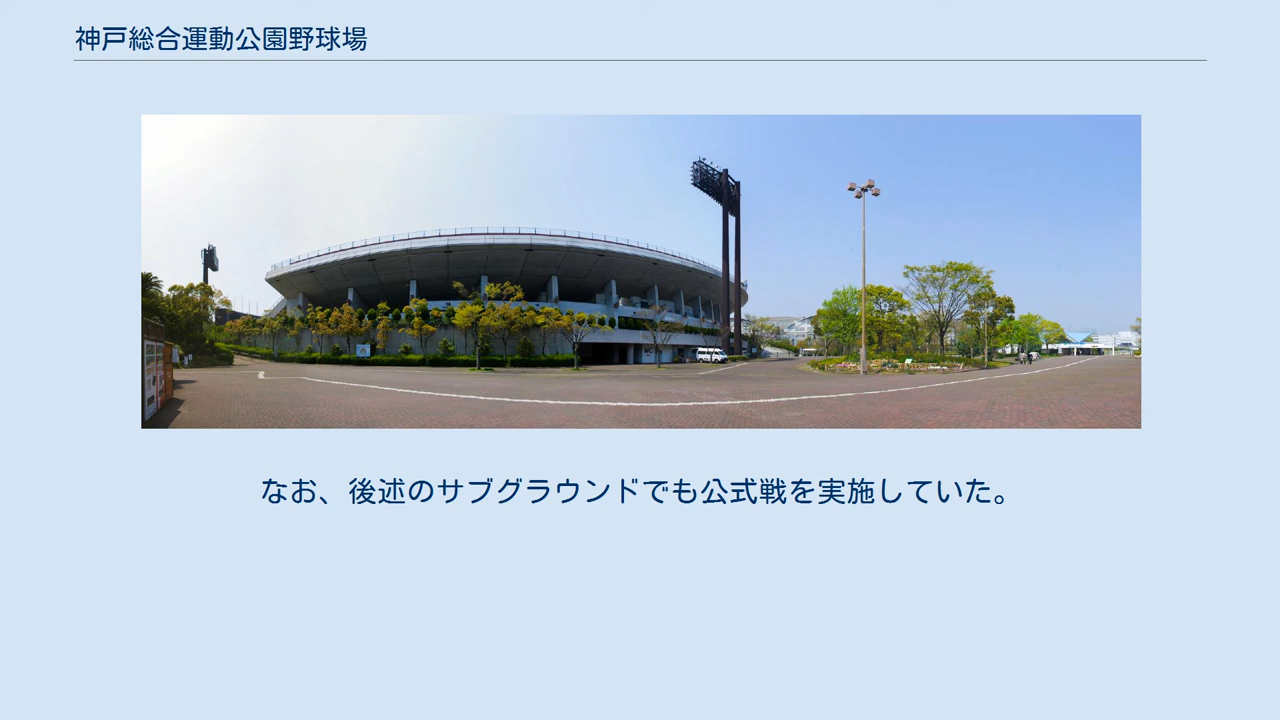 神戸総合運動公園野球場
WC
なお、後述のサブグラウンドでも公式戦を実施していた。